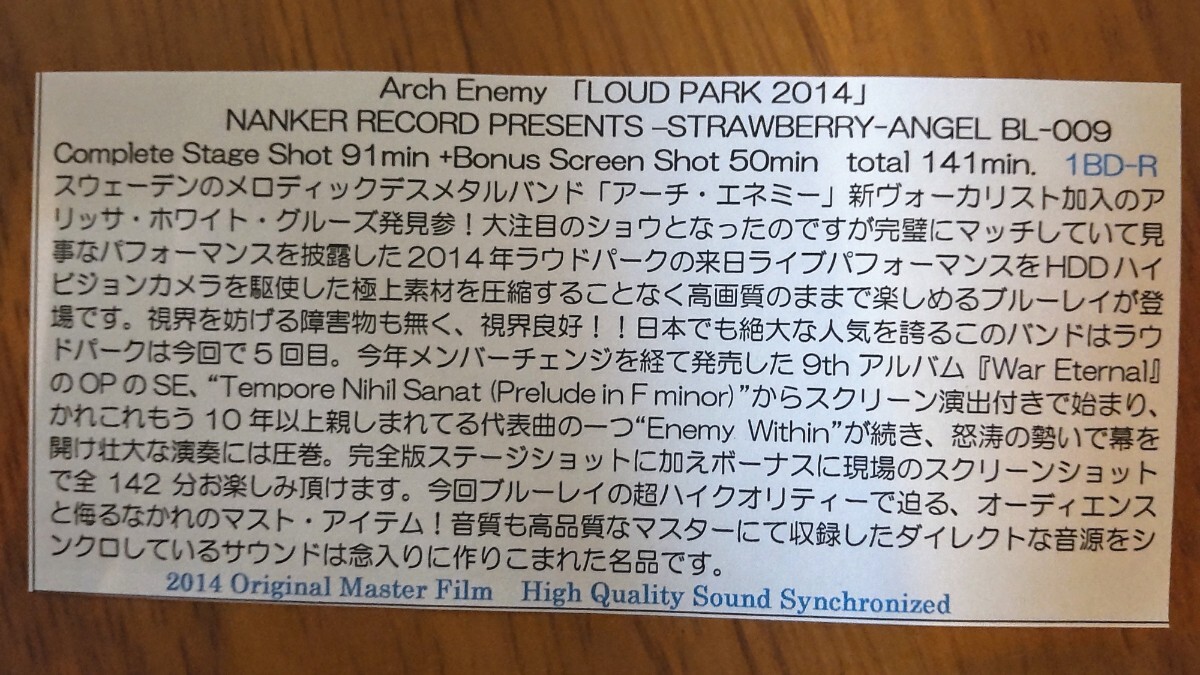 Arch Enemy 「LOUD PARK 2014」
NANKER RECORD PRESENTS –STRAWBERRY-ANGEL BL-009
Complete Stage Shot 91min +Bonus Screen Shot 50min total 141min. 1BD-R
スウェーデンのメロディックデスメタルバンド「アーチ・エネミー」新ヴォーカリスト加入のア
リッサ・ホワイト・グルーズ発見参！大注目のショウとなったのですが完璧にマッチしていて見
事なパフォーマンスを披露した2014年ラウドパークの来日ライブパフォーマンスをHDDハイ
ビジョンカメラを駆使した極上素材を圧縮することなく高画質のままで楽しめるブルーレイが登
場です。視界を妨げる障害物も無く、視界良好！！日本でも絶大な人気を誇るこのバンドはラウ
ドパークは今回で5回目。今年メンバーチェンジを経て発売した 9th アルバム『War Eternal』
のOPのSE、“Tempore Nihil Sanat (Prelude in F minor)”からスクリーン演出付きで始まり、
かれこれもう 10 年以上親しまれてる代表曲の一つ“Enemy Within”が続き、怒涛の勢いで幕を
開け壮大な演奏には圧巻。完全版ステージショットに加えボーナスに現場のスクリーンショット
で全 142 分お楽しみ頂けます。今回ブルーレイの超ハイクオリティーで迫る、オーディエンス
と侮るなかれのマスト・アイテム！音質も高品質なマスターにて収録したダイレクトな音源をシ
ンクロしているサウンドは念入りに作りこまれた名品です。
2014 Original Master Film High Quality Sound Synchronized